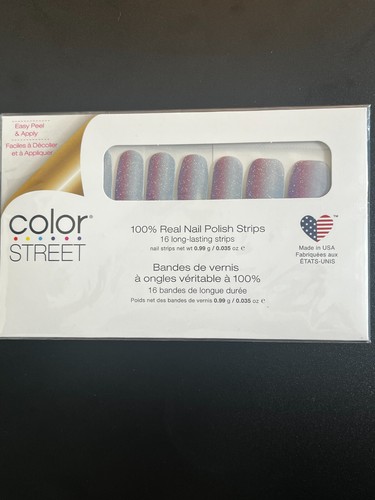 Easy Peel
& Apply
Faciles à Décoller
et à Appliquer
color®
STREET
100% Real Nail Polish Strips
16 long-lasting strips
nail strips net wt 0.99 g / 0.035 oz ℮
Bandes de vernis
à ongles véritable à 100%
16 bandes de longue durée
Poids net des bandes de vernis 0.99 g / 0.035 oz ℮
TM
Made in USA
Fabriquées aux
ÉTATS-UNIS